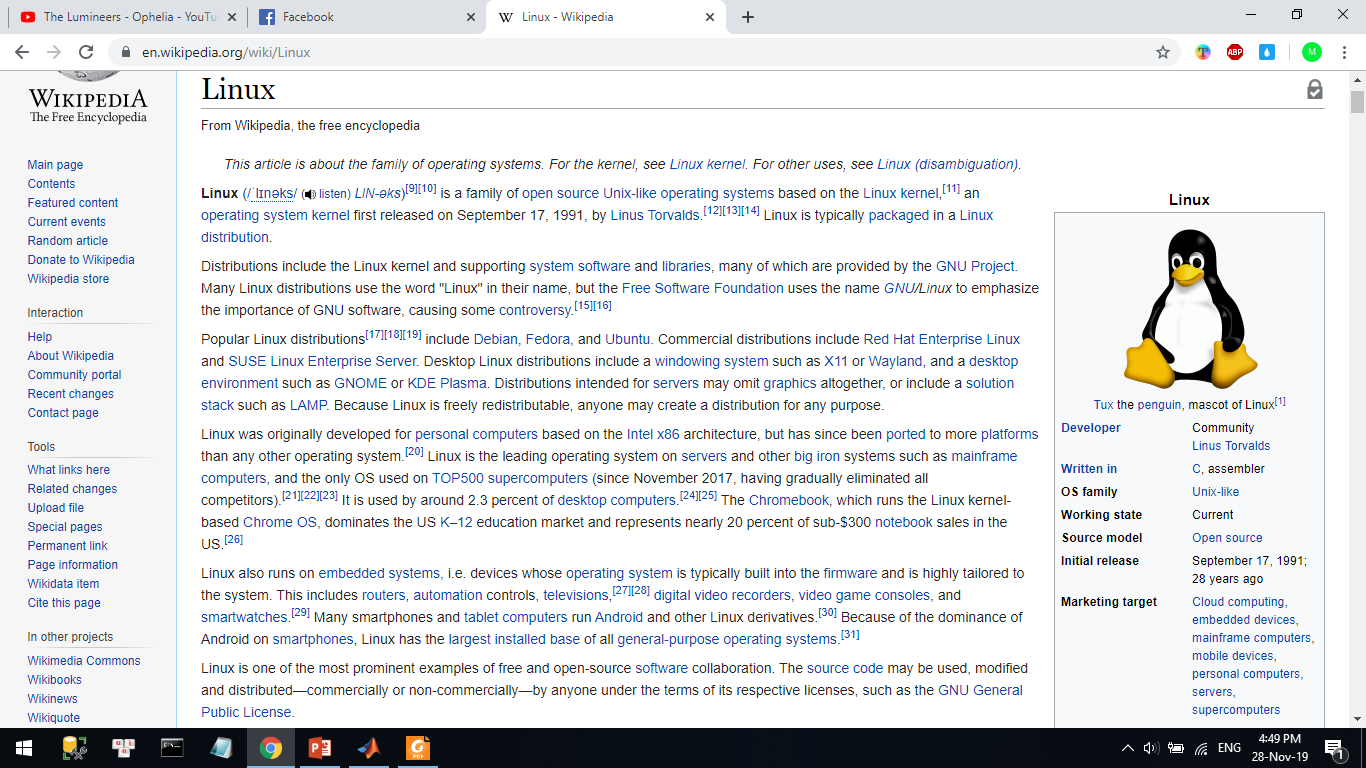 The Lumineers - Ophelia - YouTu
Facebook
Linux - Wikipedia
en.wikipedia.org/wiki/Linux
ABP
M
WIKIPEDIA
The Free Encyclopedia
Main page
Contents
Featured content
Current events
Random article
Donate to Wikipedia
Wikipedia store
Interaction
Help
About Wikipedia
Community portal
Recent changes
Contact page
Tools
What links here
Related changes
Upload file
Special pages
Permanent link
Page information
Wikidata item
Cite this page
In other projects
Wikimedia Commons
Wikibooks
Wikinews
Wikiquote
Linux
From Wikipedia, the free encyclopedia
This article is about the family of operating systems. For the kernel, see Linux kernel. For other uses, see Linux (disambiguation).
Linux (/ˈlɪnəks/ (listen) LIN-əks)[9][10] is a family of open source Unix-like operating systems based on the Linux kernel,[11] an
operating system kernel first released on September 17, 1991, by Linus Torvalds.[12][13][14] Linux is typically packaged in a Linux
distribution.
Distributions include the Linux kernel and supporting system software and libraries, many of which are provided by the GNU Project.
Many Linux distributions use the word "Linux" in their name, but the Free Software Foundation uses the name GNU/Linux to emphasize
the importance of GNU software, causing some controversy.[15][16]
Popular Linux distributions[17][18][19] include Debian, Fedora, and Ubuntu. Commercial distributions include Red Hat Enterprise Linux
and SUSE Linux Enterprise Server. Desktop Linux distributions include a windowing system such as X11 or Wayland, and a desktop
environment such as GNOME or KDE Plasma. Distributions intended for servers may omit graphics altogether, or include a solution
stack such as LAMP. Because Linux is freely redistributable, anyone may create a distribution for any purpose.
Linux was originally developed for personal computers based on the Intel x86 architecture, but has since been ported to more platforms
than any other operating system.[20] Linux is the leading operating system on servers and other big iron systems such as mainframe
computers, and the only OS used on TOP500 supercomputers (since November 2017, having gradually eliminated all
competitors).[21][22][23] It is used by around 2.3 percent of desktop computers.[24][25] The Chromebook, which runs the Linux kernel-
based Chrome OS, dominates the US K–12 education market and represents nearly 20 percent of sub-$300 notebook sales in the
US.[26]
Linux also runs on embedded systems, i.e. devices whose operating system is typically built into the firmware and is highly tailored to
the system. This includes routers, automation controls, televisions,[27][28] digital video recorders, video game consoles, and
smartwatches.[29] Many smartphones and tablet computers run Android and other Linux derivatives.[30] Because of the dominance of
Android on smartphones, Linux has the largest installed base of all general-purpose operating systems.[31]
Linux is one of the most prominent examples of free and open-source software collaboration. The source code may be used, modified
and distributed—commercially or non-commercially—by anyone under the terms of its respective licenses, such as the GNU General
Public License.
Linux
Tux the penguin, mascot of Linux[1]
Developer Community
Linus Torvalds
Written in C, assembler
OS family Unix-like
Working state Current
Source model Open source
Initial release September 17, 1991;
28 years ago
Marketing target Cloud computing,
embedded devices,
mainframe computers,
mobile devices,
personal computers,
servers,
supercomputers
ENG
4:49 PM
28-Nov-19
1